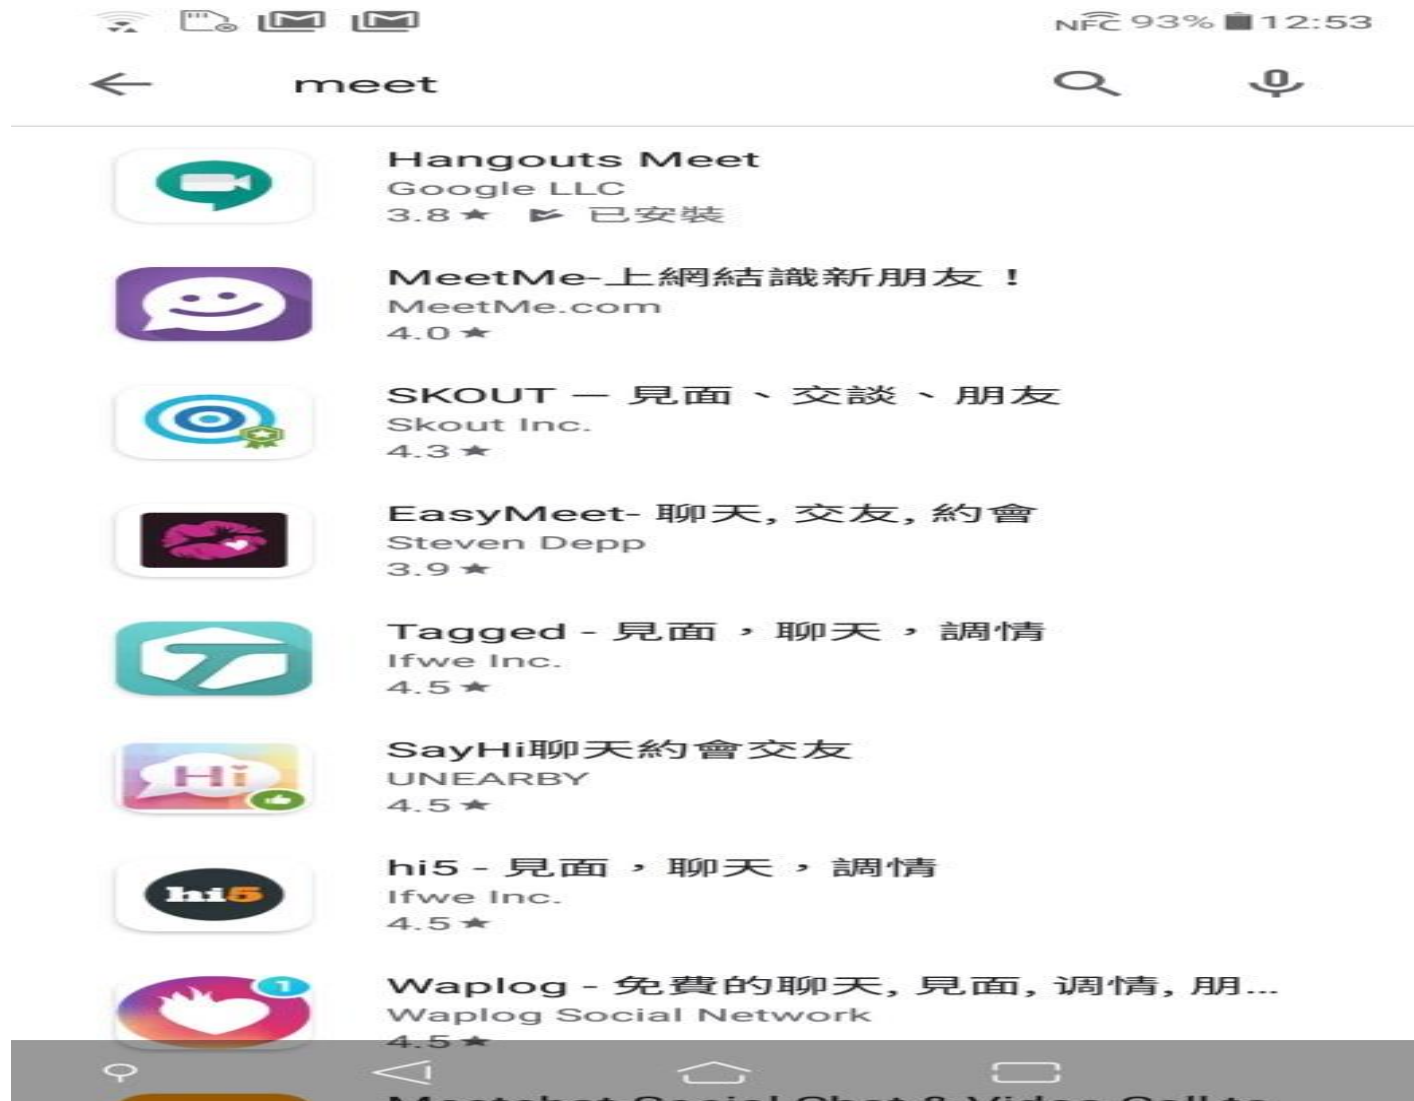 NFC 93% 12:53
meet
Hangouts Meet
Google LLC
3.8★ 已安裝
MeetMe-上網結識新朋友！
MeetMe.com
4.0★
SKOUT — 見面、交談、朋友
Skout Inc.
4.3★
EasyMeet- 聊天, 交友, 約會
Steven Depp
3.9★
Tagged - 見面，聊天，調情
Ifwe Inc.
4.5★
Hi
SayHi聊天約會交友
UNEARBY
4.5★
hi5
hi5 - 見面，聊天，調情
Ifwe Inc.
4.5★
1
Waplog - 免費的聊天, 見面, 调情, 朋...
Waplog Social Network
4.5★